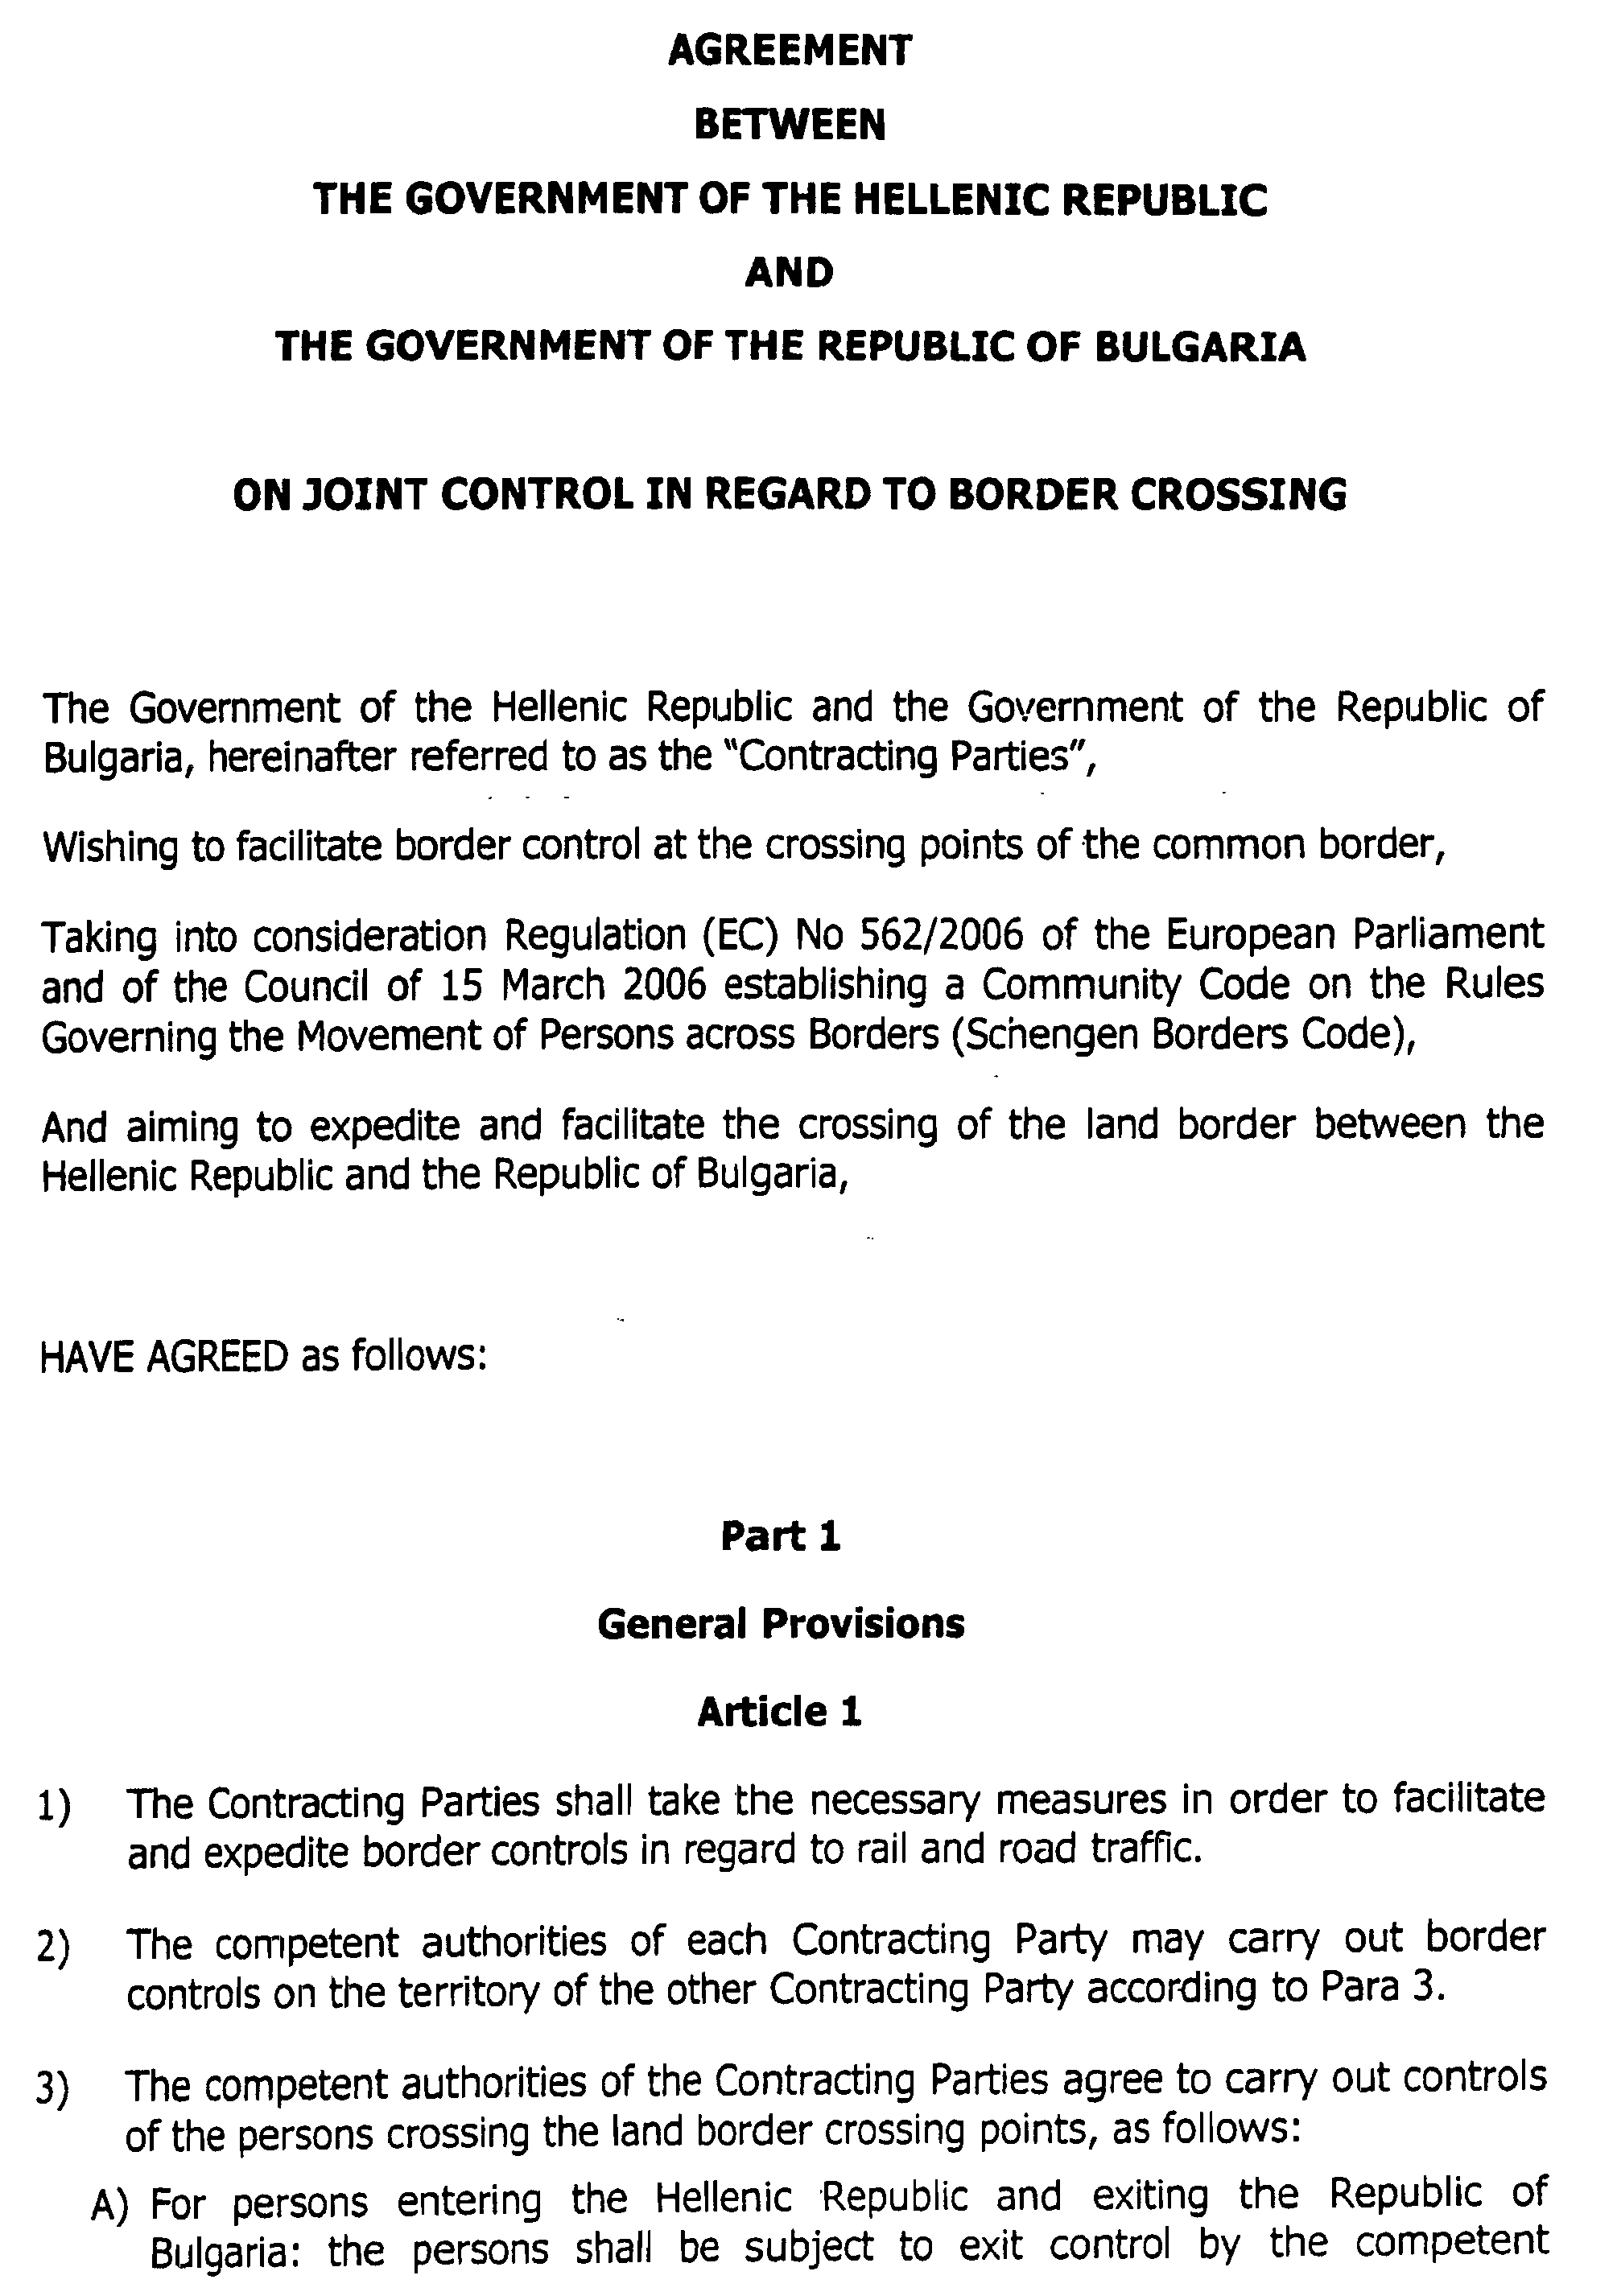 AGREEMENT
BETWEEN
THE GOVERNMENT OF THE HELLENIC REPUBLIC
AND
THE GOVERNMENT OF THE REPUBLIC OF BULGARIA
ON JOINT CONTROL IN REGARD TO BORDER CROSSING
The Government of the Hellenic Republic and the Government of the Republic of
Bulgaria, hereinafter referred to as the "Contracting Parties",
Wishing to facilitate border control at the crossing points of the common border,
Taking into consideration Regulation (EC) No 562/2006 of the European Parliament
and of the Council of 15 March 2006 establishing a Community Code on the Rules
Governing the Movement of Persons across Borders (Schengen Borders Code),
And aiming to expedite and facilitate the crossing of the land border between the
Hellenic Republic and the Republic of Bulgaria,
HAVE AGREED as follows:
Part 1
General Provisions
Article 1
1) The Contracting Parties shall take the necessary measures in order to facilitate
and expedite border controls in regard to rail and road traffic.
2) The competent authorities of each Contracting Party may carry out border
controls on the territory of the other Contracting Party according to Para 3.
3) The competent authorities of the Contracting Parties agree to carry out controls
of the persons crossing the land border crossing points, as follows:
A) For persons entering the Hellenic Republic and exiting the Republic of
Bulgaria: the persons shall be subject to exit control by the competent